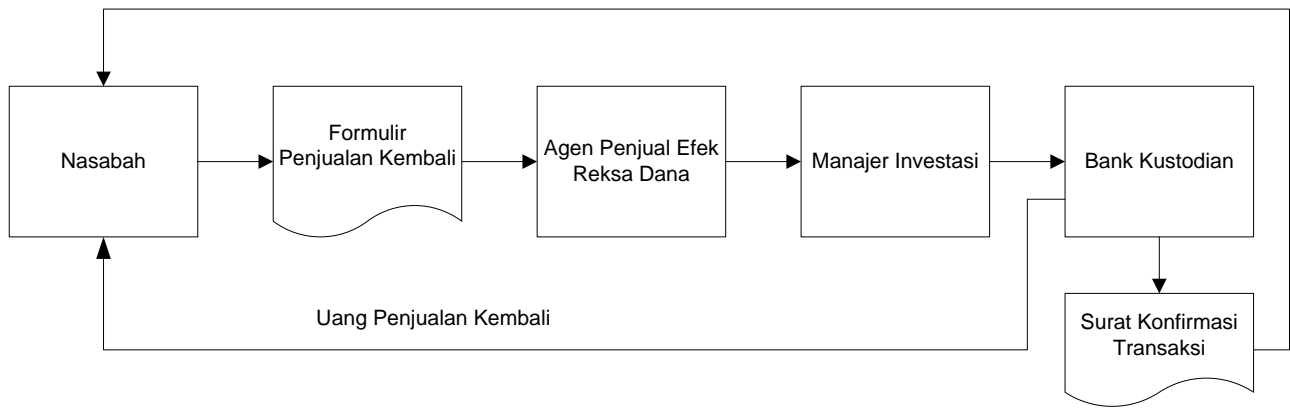 Nasabah
Formulir
Penjualan Kembali
Agen Penjual Efek
Reksa Dana
Manajer Investasi
Bank Kustodian
Uang Penjualan Kembali
Surat Konfirmasi
Transaksi